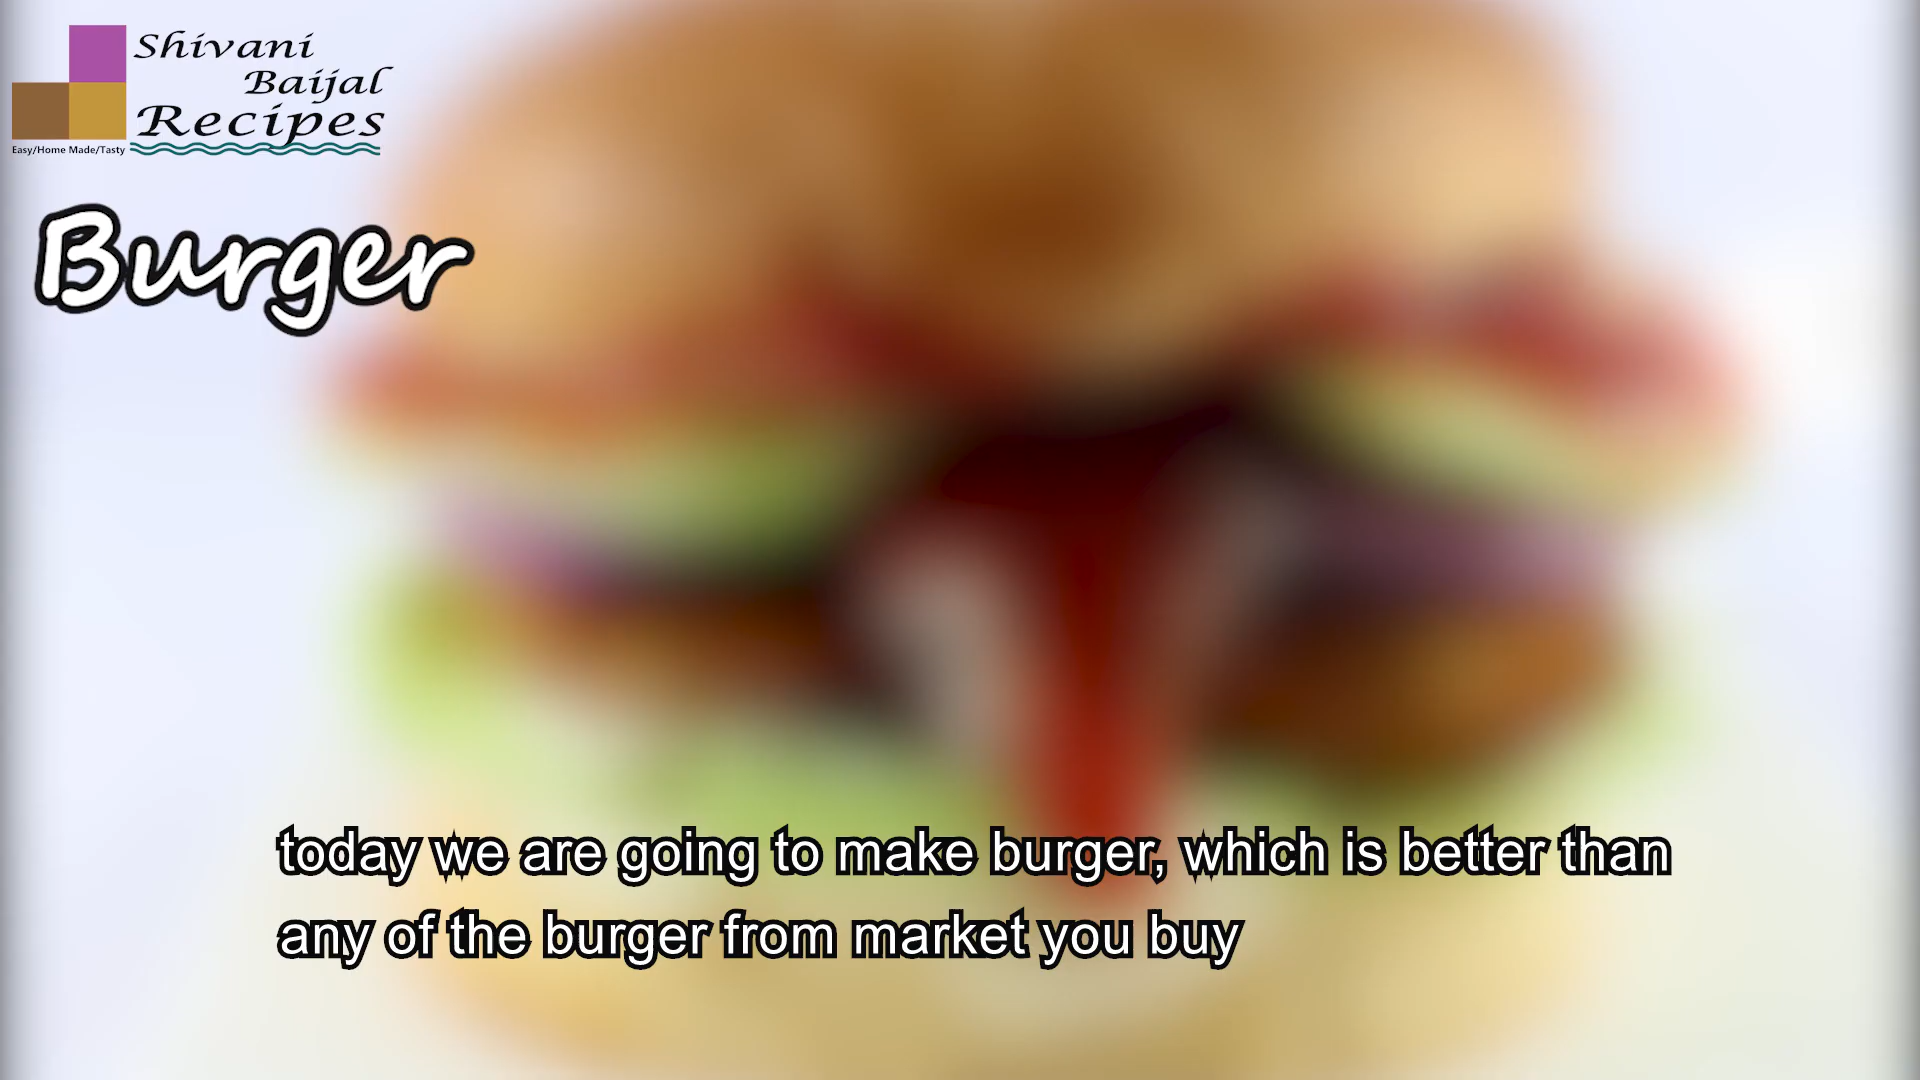 Shivani
Baijal
Recipes
Easy/Home Made/Tasty
Burger
today we are going to make burger, which is better than
any of the burger from market you buy